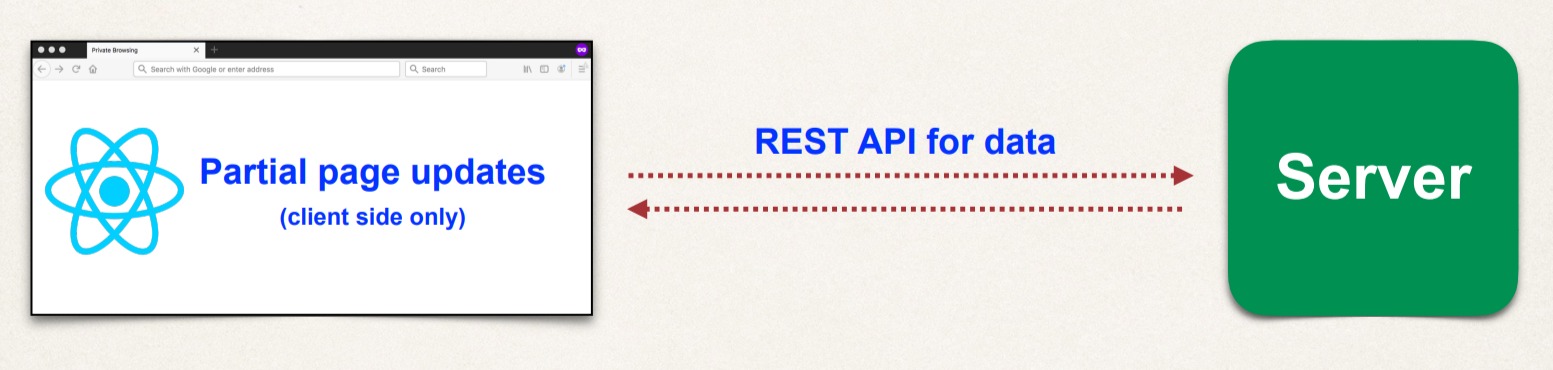 Private Browsing
Search with Google or enter address
Search
Partial page updates
(client side only)
REST API for data
Server